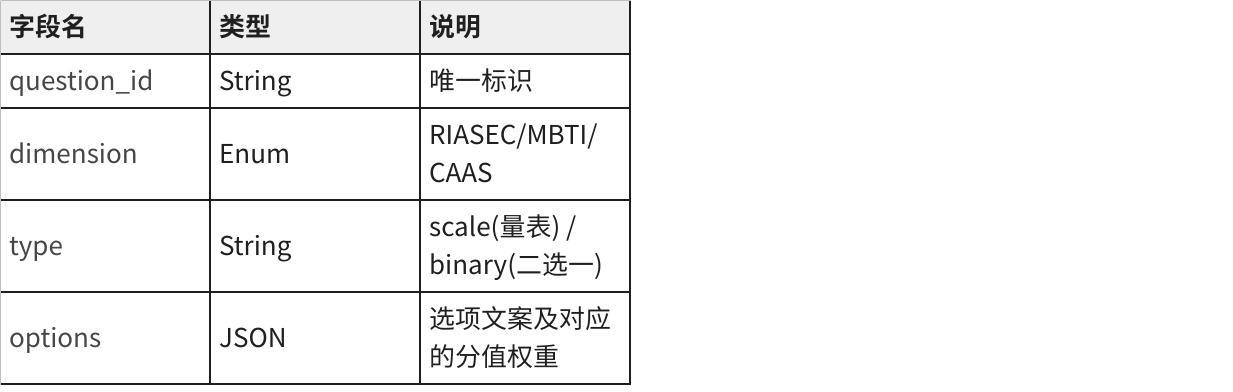 字段名 类型 说明
question_id String 唯一标识
dimension Enum RIASEC/MBTI/
CAAS
type String scale(量表) /
binary(二选一)
options JSON 选项文案及对应
的分值权重